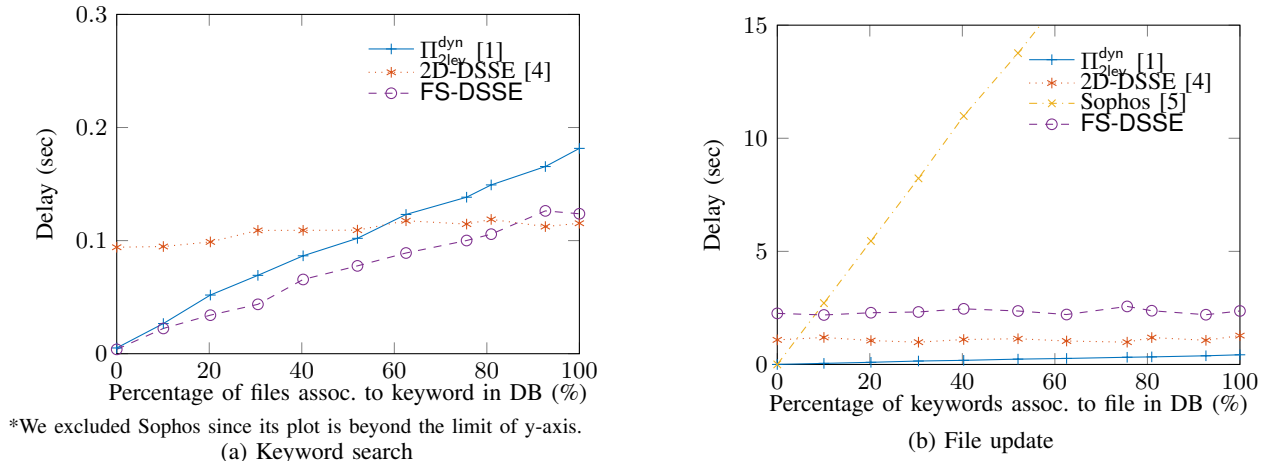 0.3
0.2
0.1
0
Delay (sec)
Π dyn 2lev [1]
2D-DSSE [4]
FS-DSSE
0 20 40 60 80 100
Percentage of files assoc. to keyword in DB (%)
*We excluded Sophos since its plot is beyond the limit of y-axis.
(a) Keyword search
15
10
5
0
Delay (sec)
Π dyn 2lev [1]
2D-DSSE [4]
Sophos [5]
FS-DSSE
0 20 40 60 80 100
Percentage of keywords assoc. to file in DB (%)
(b) File update